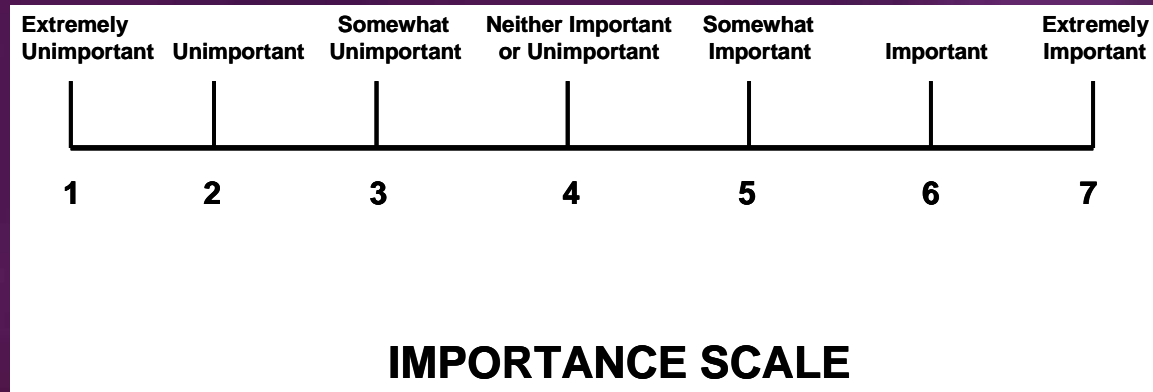 Extremely Unimportant
Unimportant
Somewhat Unimportant
Neither Important or Unimportant
Somewhat Important
Important
Extremely Important
1 2 3 4 5 6 7
IMPORTANCE SCALE